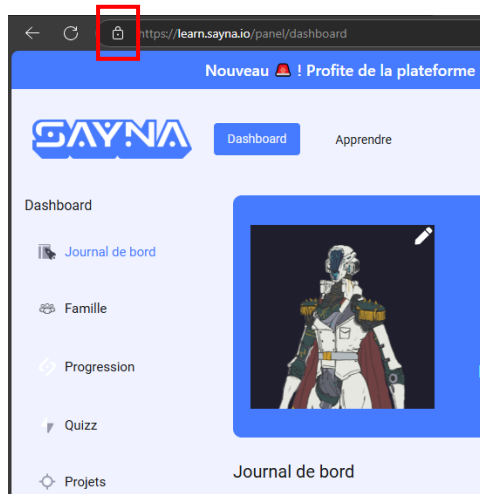 https://learn.sayna.io/panel/dashboard
Nouveau 🚨 ! Profite de la plateforme
SAYNA
Dashboard
Apprendre
Dashboard
Journal de bord
Famille
Progression
Quizz
Projets
Journal de bord